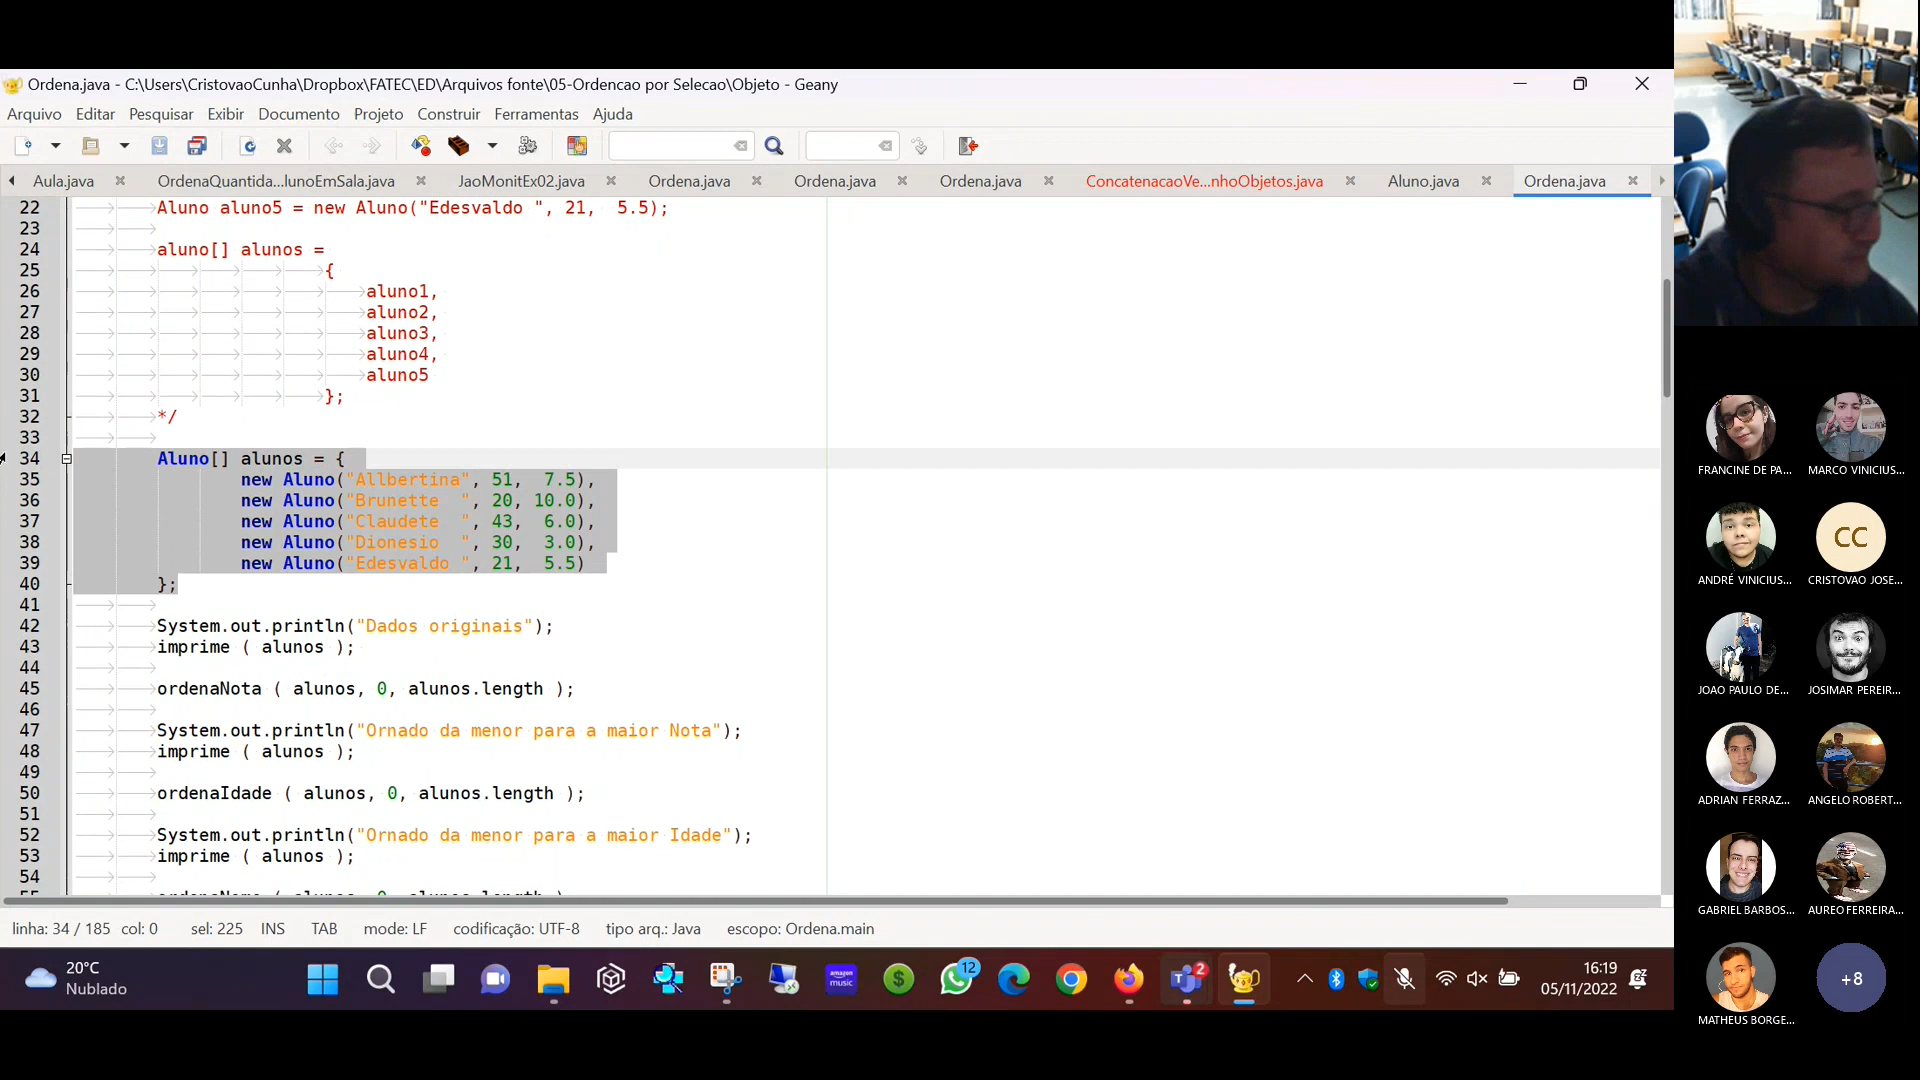 Ordena.java - C:\Users\CristovaoCunha\Dropbox\FATEC\ED\Arquivos fonte\05-Ordencao por Selecao\Objeto - Geany
Arquivo Editar Pesquisar Exibir Documento Projeto Construir Ferramentas Ajuda
Aula.java OrdenaQuantida...lunoEmSala.java JaoMonitEx02.java Ordena.java Ordena.java Ordena.java ConcatenacaoVe...nhoObjetos.java Aluno.java Ordena.java
22 Aluno aluno5 = new Aluno("Edesvaldo ", 21,  5.5);
23
24 aluno[] alunos =
25 {
26 aluno1,
27 aluno2,
28 aluno3,
29 aluno4,
30 aluno5
31 };
32 */
33
34 Aluno[] alunos = {
35 new Aluno("Allbertina", 51,  7.5),
36 new Aluno("Brunette  ", 20, 10.0),
37 new Aluno("Claudete  ", 43,  6.0),
38 new Aluno("Dionesio  ", 30,  3.0),
39 new Aluno("Edesvaldo ", 21,  5.5)
40 };
41
42 System.out.println("Dados originais");
43 imprime ( alunos );
44
45 ordenaNota ( alunos, 0, alunos.length );
46
47 System.out.println("Ornado da menor para a maior Nota");
48 imprime ( alunos );
49
50 ordenaIdade ( alunos, 0, alunos.length );
51
52 System.out.println("Ornado da menor para a maior Idade");
53 imprime ( alunos );
54
linha: 34 / 185 col: 0 sel: 225 INS TAB mode: LF codificação: UTF-8 tipo arq.: Java escopo: Ordena.main
20°C
Nublado
amazon music
12
2
16:19
05/11/2022
FRANCINE DE PA...
MARCO VINICIUS...
CC
ANDRÉ VINICIUS...
CRISTOVAO JOSE...
JOAO PAULO DE...
JOSIMAR PEREIR...
ADRIAN FERRAZ...
ANGELO ROBERT...
GABRIEL BARBOS...
AUREO FERREIRA...
+8
MATHEUS BORGE...